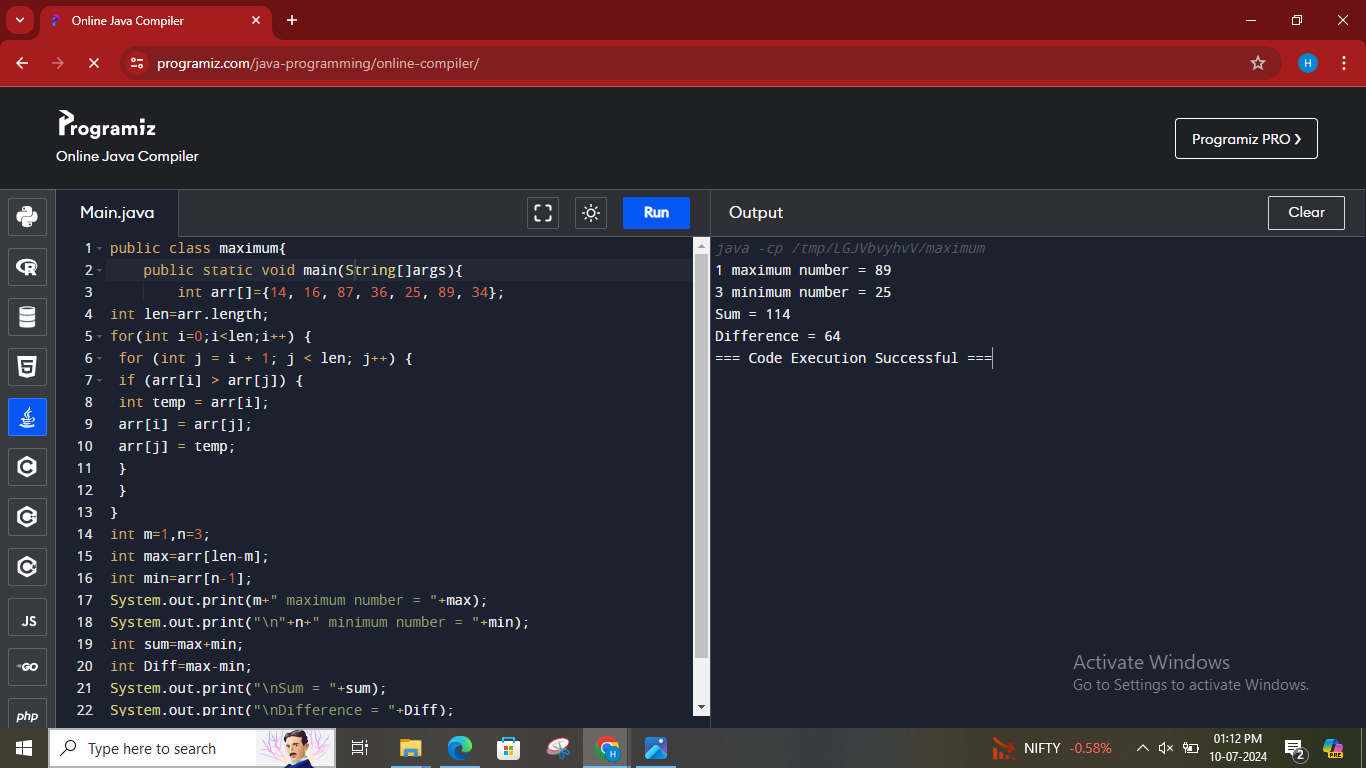 Online Java Compiler
programiz.com/java-programming/online-compiler/
H
Programiz
Online Java Compiler
Programiz PRO
Main.java
Run
Output
Clear
1 public class maximum{
2 public static void main(String[]args){
3 int arr[]={14, 16, 87, 36, 25, 89, 34};
4 int len=arr.length;
5 for(int i=0;i<len;i++) {
6 for (int j = i + 1; j < len; j++) {
7 if (arr[i] > arr[j]) {
8 int temp = arr[i];
9 arr[i] = arr[j];
10 arr[j] = temp;
11 }
12 }
13 }
14 int m=1,n=3;
15 int max=arr[len-m];
16 int min=arr[n-1];
17 System.out.print(m+" maximum number = "+max);
18 System.out.print("\n"+n+" minimum number = "+min);
19 int sum=max+min;
20 int Diff=max-min;
21 System.out.print("\nSum = "+sum);
22 System.out.print("\nDifference = "+Diff);
java -cp /tmp/LGJVbvyhvV/maximum
1 maximum number = 89
3 minimum number = 25
Sum = 114
Difference = 64
=== Code Execution Successful ===
JS
GO
php
Activate Windows
Go to Settings to activate Windows.
Type here to search
H
NIFTY -0.58%
01:12 PM
10-07-2024
2
PRE